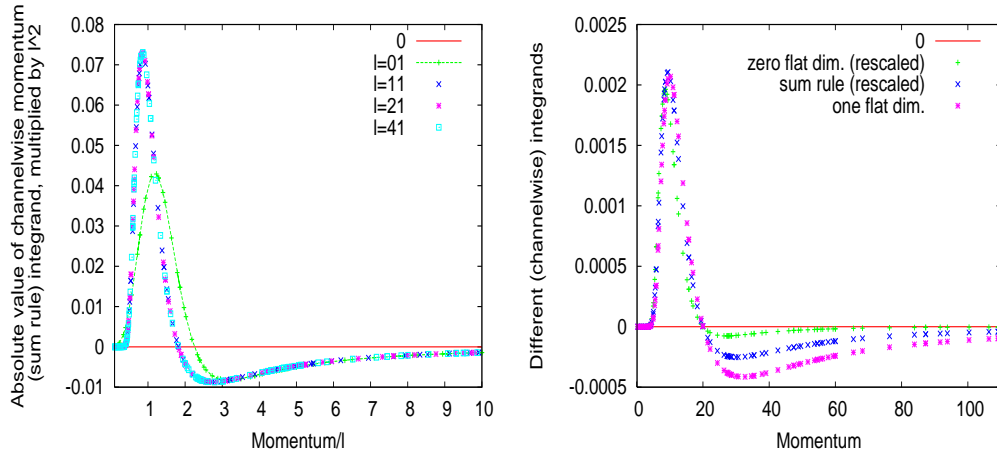 Absolute value of channelwise momentum
(sum rule) integrand, multiplied by l^2
0.08
0.07
0.06
0.05
0.04
0.03
0.02
0.01
0
-0.01
0
l=01
l=11
l=21
l=41
1 2 3 4 5 6 7 8 9 10
Momentum/l
Different (channelwise) integrands
0.0025
0.002
0.0015
0.001
0.0005
0
-0.0005
0
zero flat dim. (rescaled)
sum rule (rescaled)
one flat dim.
0 20 40 60 80 100
Momentum